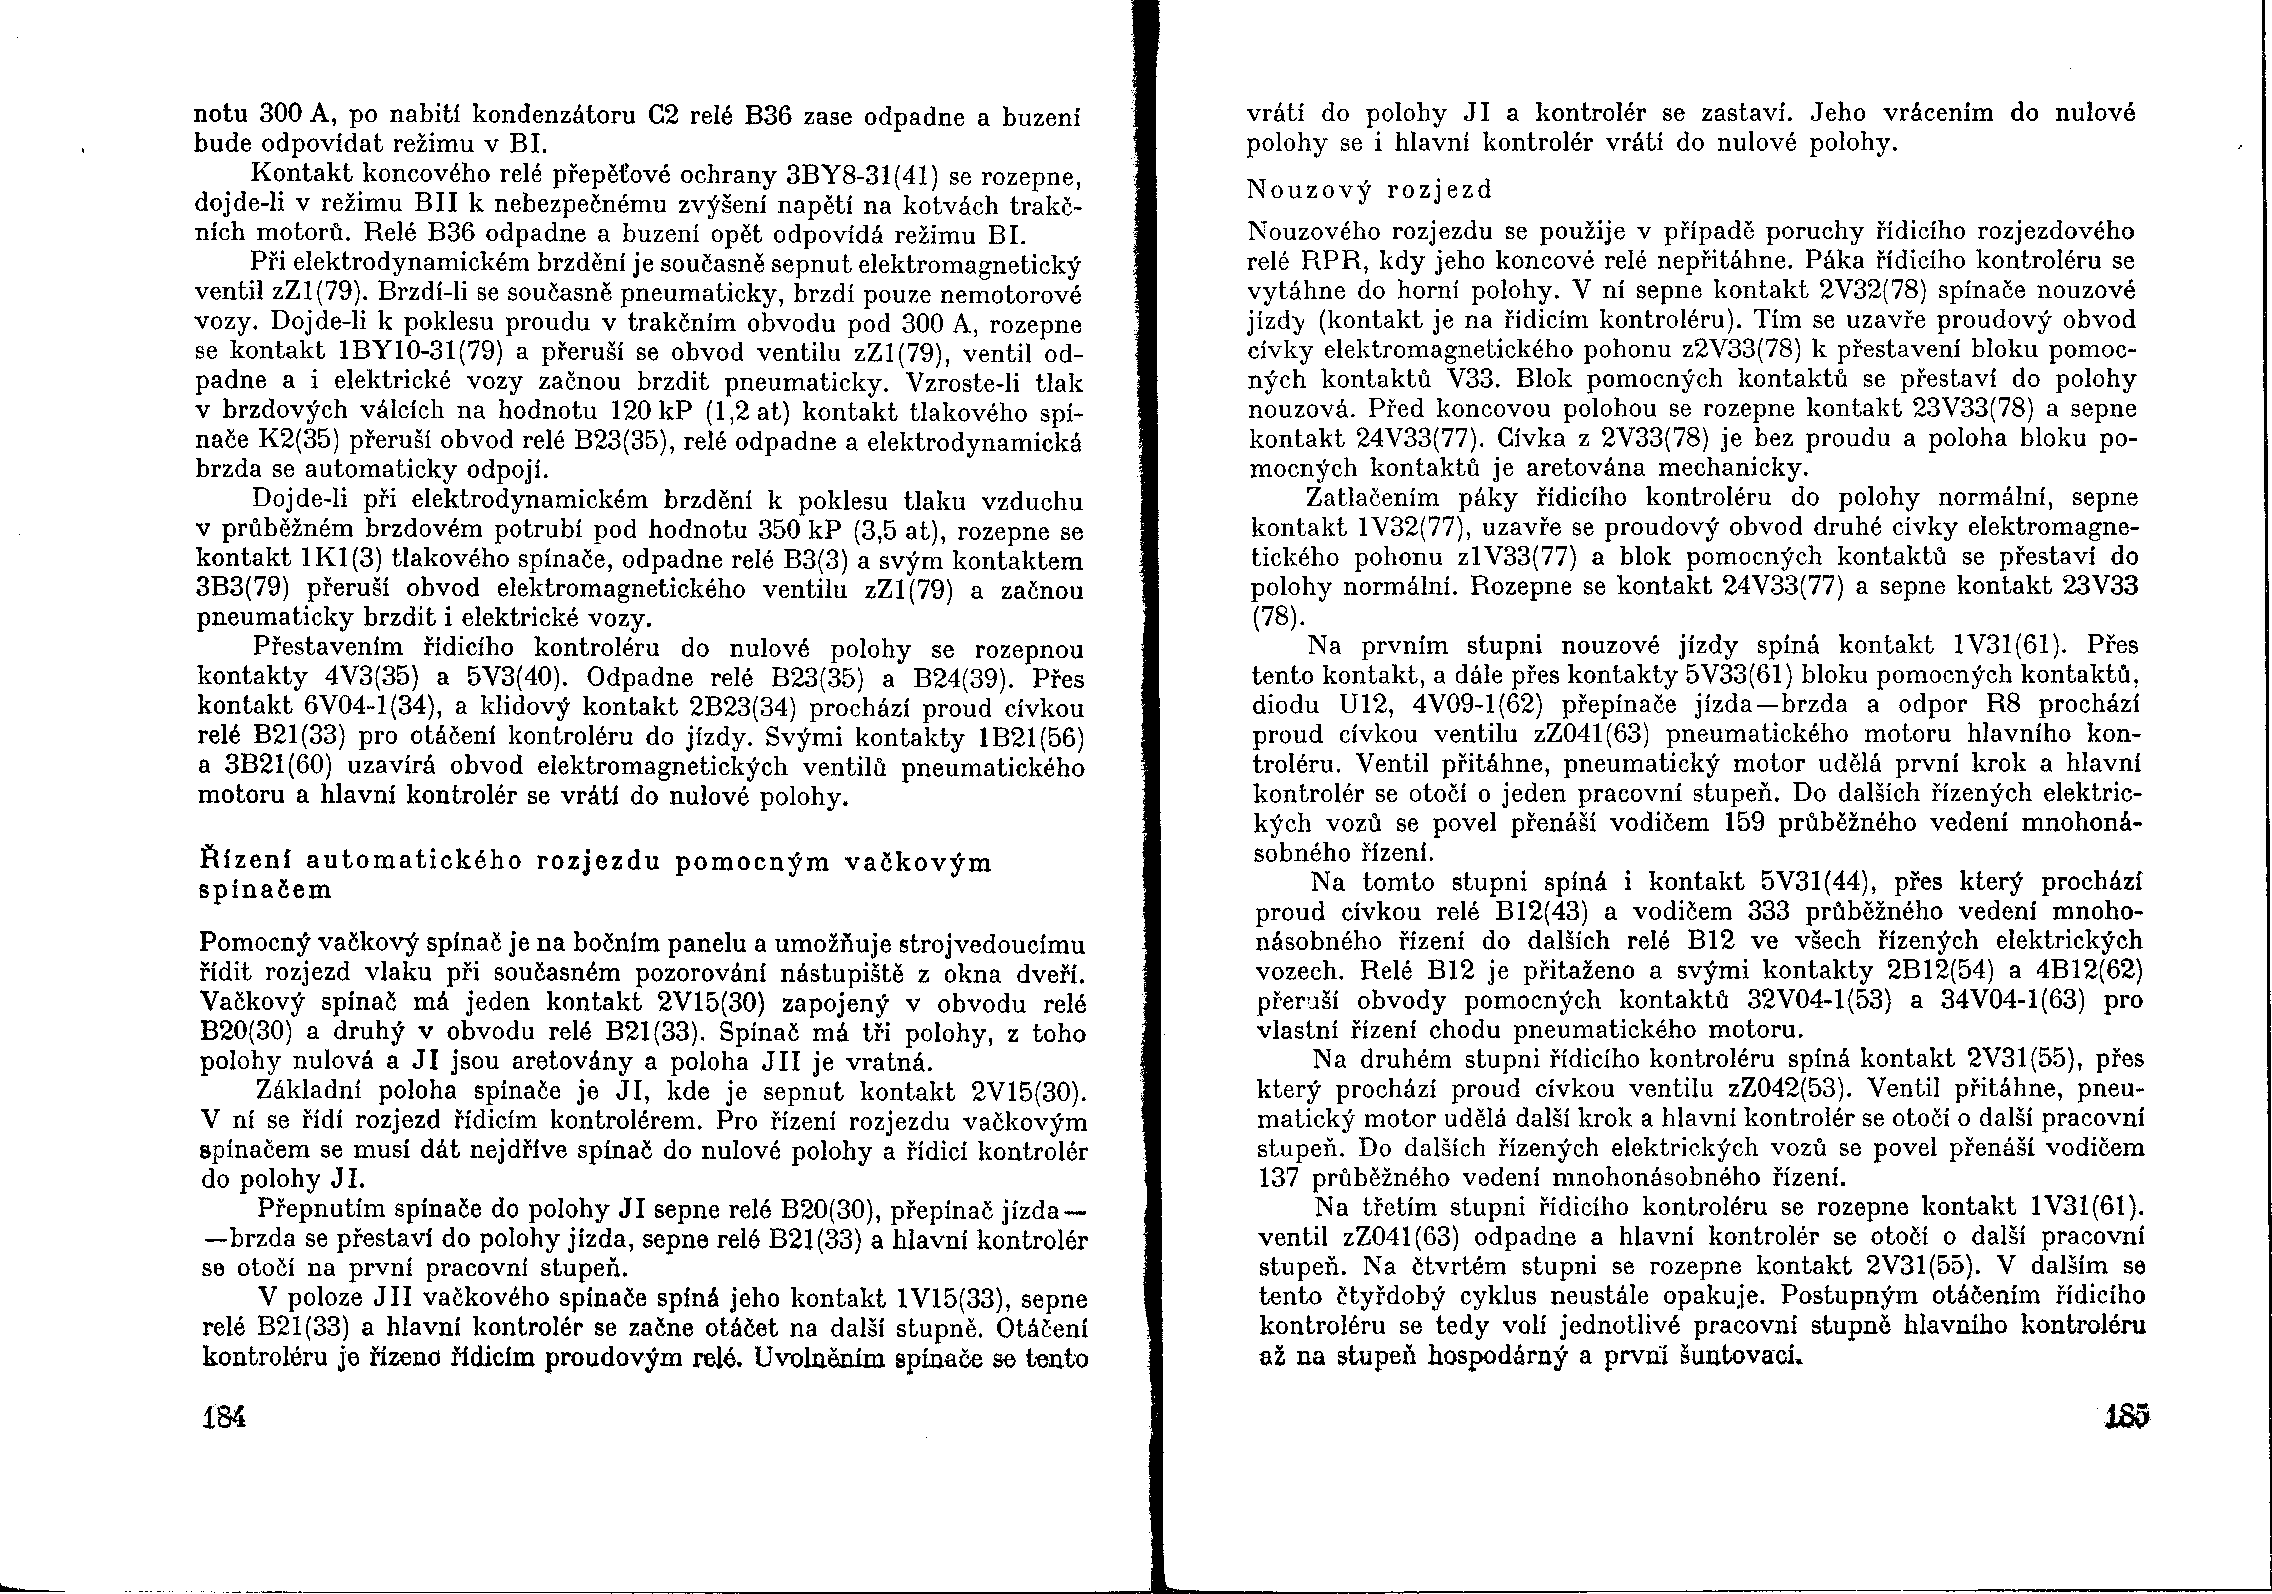 notu 300 A, po nabití kondenzátoru C2 relé B36 zase odpadne a buzení
bude odpovídat režimu v BI.
Kontakt koncového relé přepěťové ochrany 3BY8-31(41) se rozepne,
dojde-li v režimu BII k nebezpečnému zvýšení napětí na kotvách trakč-
ních motorů. Relé B36 odpadne a buzení opět odpovídá režimu BI.
Při elektrodynamickém brzdění je současně sepnut elektromagnetický
ventil zZ1(79). Brzdí-li se současně pneumaticky, brzdí pouze nemotorové
vozy. Dojde-li k poklesu proudu v trakčním obvodu pod 300 A, rozepne
se kontakt 1BY10-31(79) a přeruší se obvod ventilu zZ1(79), ventil od-
padne a i elektrické vozy začnou brzdit pneumaticky. Vzroste-li tlak
v brzdových válcích na hodnotu 120 kP (1,2 at) kontakt tlakového spí-
nače K2(35) přeruší obvod relé B23(35), relé odpadne a elektrodynamická
brzda se automaticky odpojí.
Dojde-li při elektrodynamickém brzdění k poklesu tlaku vzduchu
v průběžném brzdovém potrubí pod hodnotu 350 kP (3,5 at), rozepne se
kontakt 1K1(3) tlakového spínače, odpadne relé B3(3) a svým kontaktem
3B3(79) přeruší obvod elektromagnetického ventilu zZ1(79) a začnou
pneumaticky brzdit i elektrické vozy.
Přestavením řídicího kontroléru do nulové polohy se rozepnou
kontakty 4V3(35) a 5V3(40). Odpadne relé B23(35) a B24(39). Přes
kontakt 6V04-1(34), a klidový kontakt 2B23(34) prochází proud cívkou
relé B21(33) pro otáčení kontroléru do jízdy. Svými kontakty 1B21(56)
a 3B21(60) uzavírá obvod elektromagnetických ventilů pneumatického
motoru a hlavní kontrolér se vrátí do nulové polohy.
Řízení automatického rozjezdu pomocným vačkovým
spínačem
Pomocný vačkový spínač je na bočním panelu a umožňuje strojvedoucímu
řídit rozjezd vlaku při současném pozorování nástupiště z okna dveří.
Vačkový spínač má jeden kontakt 2V15(30) zapojený v obvodu relé
B20(30) a druhý v obvodu relé B21(33). Spínač má tři polohy, z toho
polohy nulová a JI jsou aretovány a poloha JII je vratná.
Základní poloha spínače je JI, kde je sepnut kontakt 2V15(30).
V ní se řídí rozjezd řídicím kontrolérem. Pro řízení rozjezdu vačkovým
spínačem se musí dát nejdříve spínač do nulové polohy a řídicí kontrolér
do polohy JI.
Přepnutím spínače do polohy JI sepne relé B20(30), přepínač jízda—
—brzda se přestaví do polohy jízda, sepne relé B21(33) a hlavní kontrolér
se otočí na první pracovní stupeň.
V poloze JII vačkového spínače spíná jeho kontakt 1V15(33), sepne
relé B21(33) a hlavní kontrolér se začne otáčet na další stupně. Otáčení
kontroléru je řízeno řídicím proudovým relé. Uvolněním spínače se tento
184
vrátí do polohy JI a kontrolér se zastaví. Jeho vrácením do nulové
polohy se i hlavní kontrolér vrátí do nulové polohy.
Nouzový rozjezd
Nouzového rozjezdu se použije v případě poruchy řídicího rozjezdového
relé RPR, kdy jeho koncové relé nepřitáhne. Páka řídicího kontroléru se
vytáhne do horní polohy. V ní sepne kontakt 2V32(78) spínače nouzové
jízdy (kontakt je na řídicím kontroléru). Tím se uzavře proudový obvod
cívky elektromagnetického pohonu z2V33(78) k přestavení bloku pomoc-
ných kontaktů V33. Blok pomocných kontaktů se přestaví do polohy
nouzová. Před koncovou polohou se rozepne kontakt 23V33(78) a sepne
kontakt 24V33(77). Cívka z 2V33(78) je bez proudu a poloha bloku po-
mocných kontaktů je aretována mechanicky.
Zatlačením páky řídicího kontroléru do polohy normální, sepne
kontakt 1V32(77), uzavře se proudový obvod druhé cívky elektromagne-
tického pohonu z1V33(77) a blok pomocných kontaktů se přestaví do
polohy normální. Rozepne se kontakt 24V33(77) a sepne kontakt 23V33
(78).
Na prvním stupni nouzové jízdy spíná kontakt 1V31(61). Přes
tento kontakt, a dále přes kontakty 5V33(61) bloku pomocných kontaktů,
diodu U12, 4V09-1(62) přepínače jízda—brzda a odpor R8 prochází
proud cívkou ventilu zZ041(63) pneumatického motoru hlavního kon-
troléru. Ventil přitáhne, pneumatický motor udělá první krok a hlavní
kontrolér se otočí o jeden pracovní stupeň. Do dalších řízených elektric-
kých vozů se povel přenáší vodičem 159 průběžného vedení mnohoná-
sobného řízení.
Na tomto stupni spíná i kontakt 5V31(44), přes který prochází
proud cívkou relé B12(43) a vodičem 333 průběžného vedení mnoho-
násobného řízení do dalších relé B12 ve všech řízených elektrických
vozech. Relé B12 je přitaženo a svými kontakty 2B12(54) a 4B12(62)
přeruší obvody pomocných kontaktů 32V04-1(53) a 34V04-1(63) pro
vlastní řízení chodu pneumatického motoru.
Na druhém stupni řídicího kontroléru spíná kontakt 2V31(55), přes
který prochází proud cívkou ventilu zZ042(53). Ventil přitáhne, pneu-
matický motor udělá další krok a hlavní kontrolér se otočí o další pracovní
stupeň. Do dalších řízených elektrických vozů se povel přenáší vodičem
137 průběžného vedení mnohonásobného řízení.
Na třetím stupni řídicího kontroléru se rozepne kontakt 1V31(61).
ventil zZ041(63) odpadne a hlavní kontrolér se otočí o další pracovní
stupeň. Na čtvrtém stupni se rozepne kontakt 2V31(55). V dalším se
tento čtyřdobý cyklus neustále opakuje. Postupným otáčením řídicího
kontroléru se tedy volí jednotlivé pracovní stupně hlavního kontroléru
až na stupeň hospodárný a první šuntovací.
185